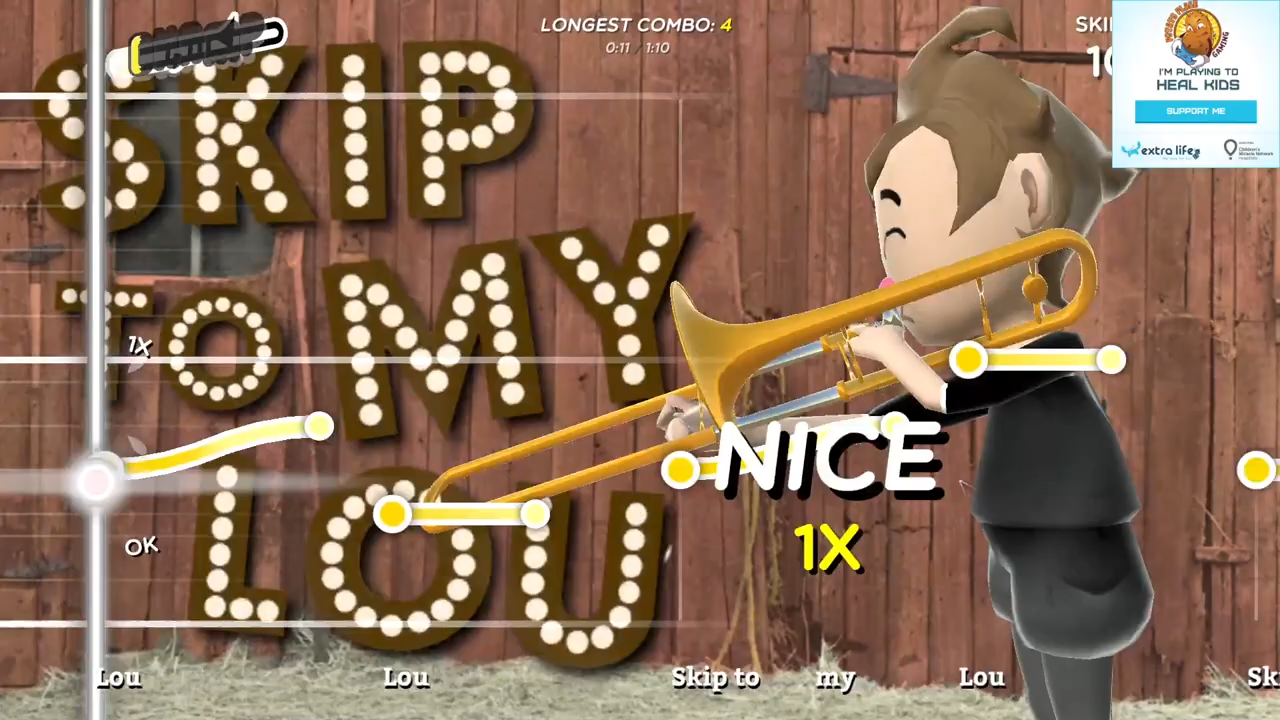 LONGEST COMBO: 4
0:11 / 1:10
I'M PLAYING TO
HEAL KIDS
SUPPORT ME
extra life
SKIP
TO MY
LOU
1X
OK
NICE
1X
Lou Lou Skip to my Lou